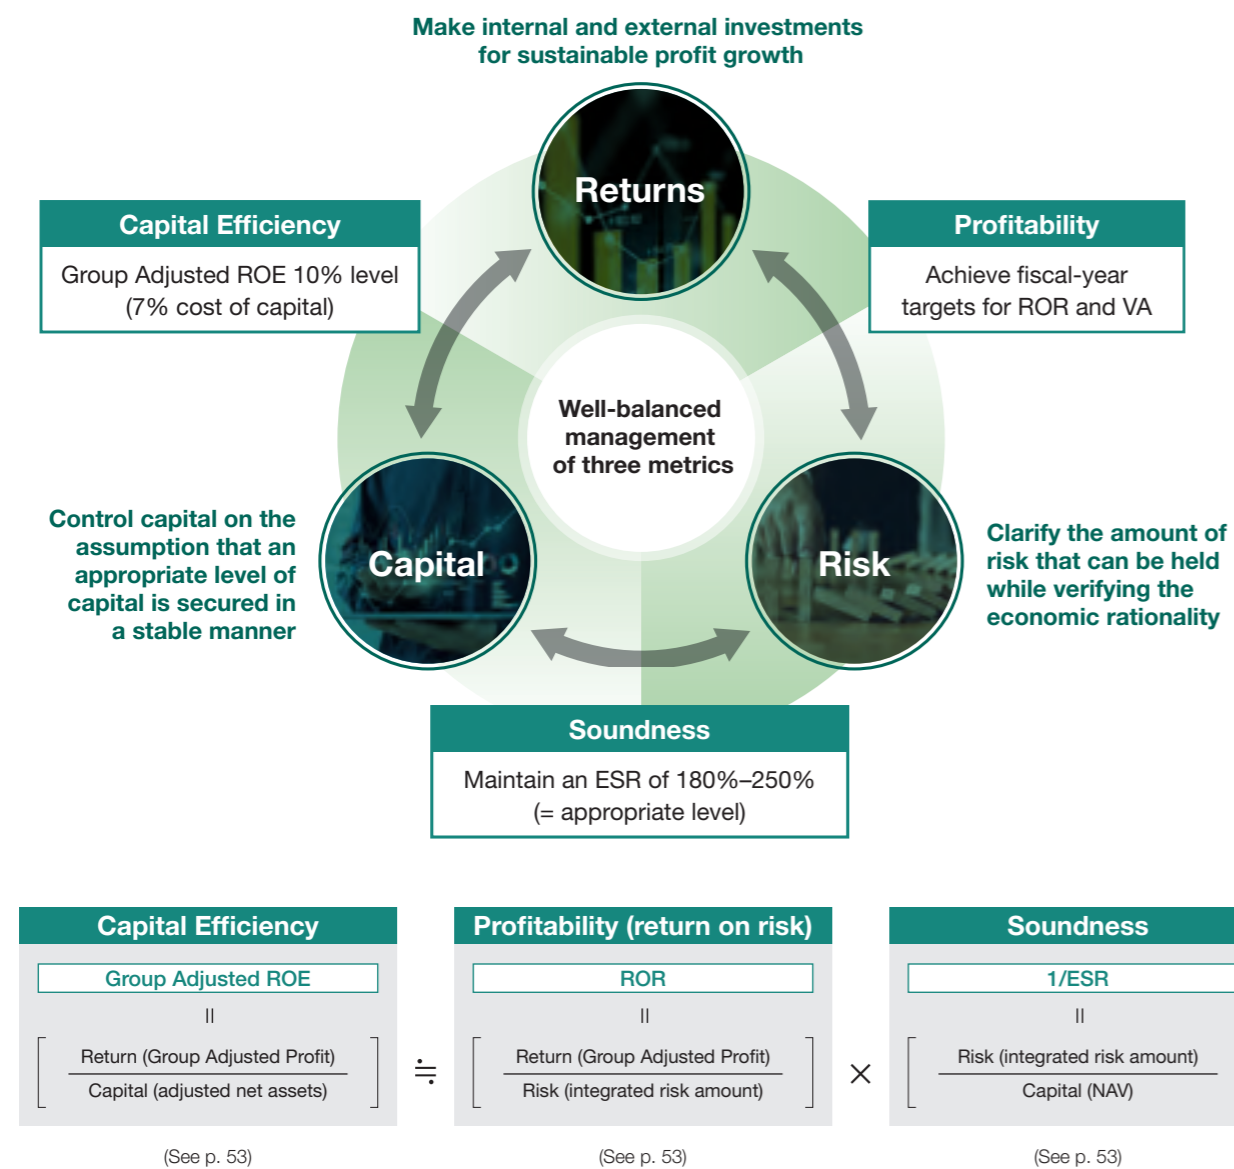 Make internal and external investments
for sustainable profit growth
Returns
Capital Efficiency
Group Adjusted ROE 10% level
(7% cost of capital)
Profitability
Achieve fiscal-year
targets for ROR and VA
Well-balanced
management
of three metrics
Control capital on the
assumption that an
appropriate level of
capital is secured in
a stable manner
Capital
Risk
Clarify the amount of
risk that can be held
while verifying the
economic rationality
Soundness
Maintain an ESR of 180%–250%
(= appropriate level)
Capital Efficiency
Group Adjusted ROE
=
Return (Group Adjusted Profit)
Capital (adjusted net assets)
(See p. 53)
≒
Profitability (return on risk)
ROR
=
Return (Group Adjusted Profit)
Risk (integrated risk amount)
(See p. 53)
×
Soundness
1/ESR
=
Risk (integrated risk amount)
Capital (NAV)
(See p. 53)